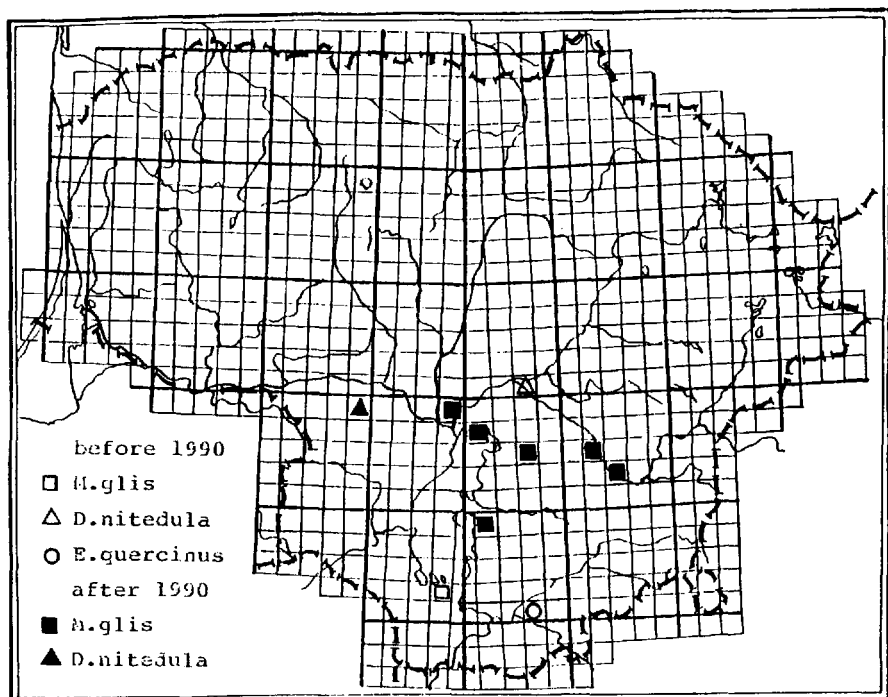 before 1990
□ M.glis
△ D.nitedula
○ E.quercinus
after 1990
■ M.glis
▲ D.nitedula